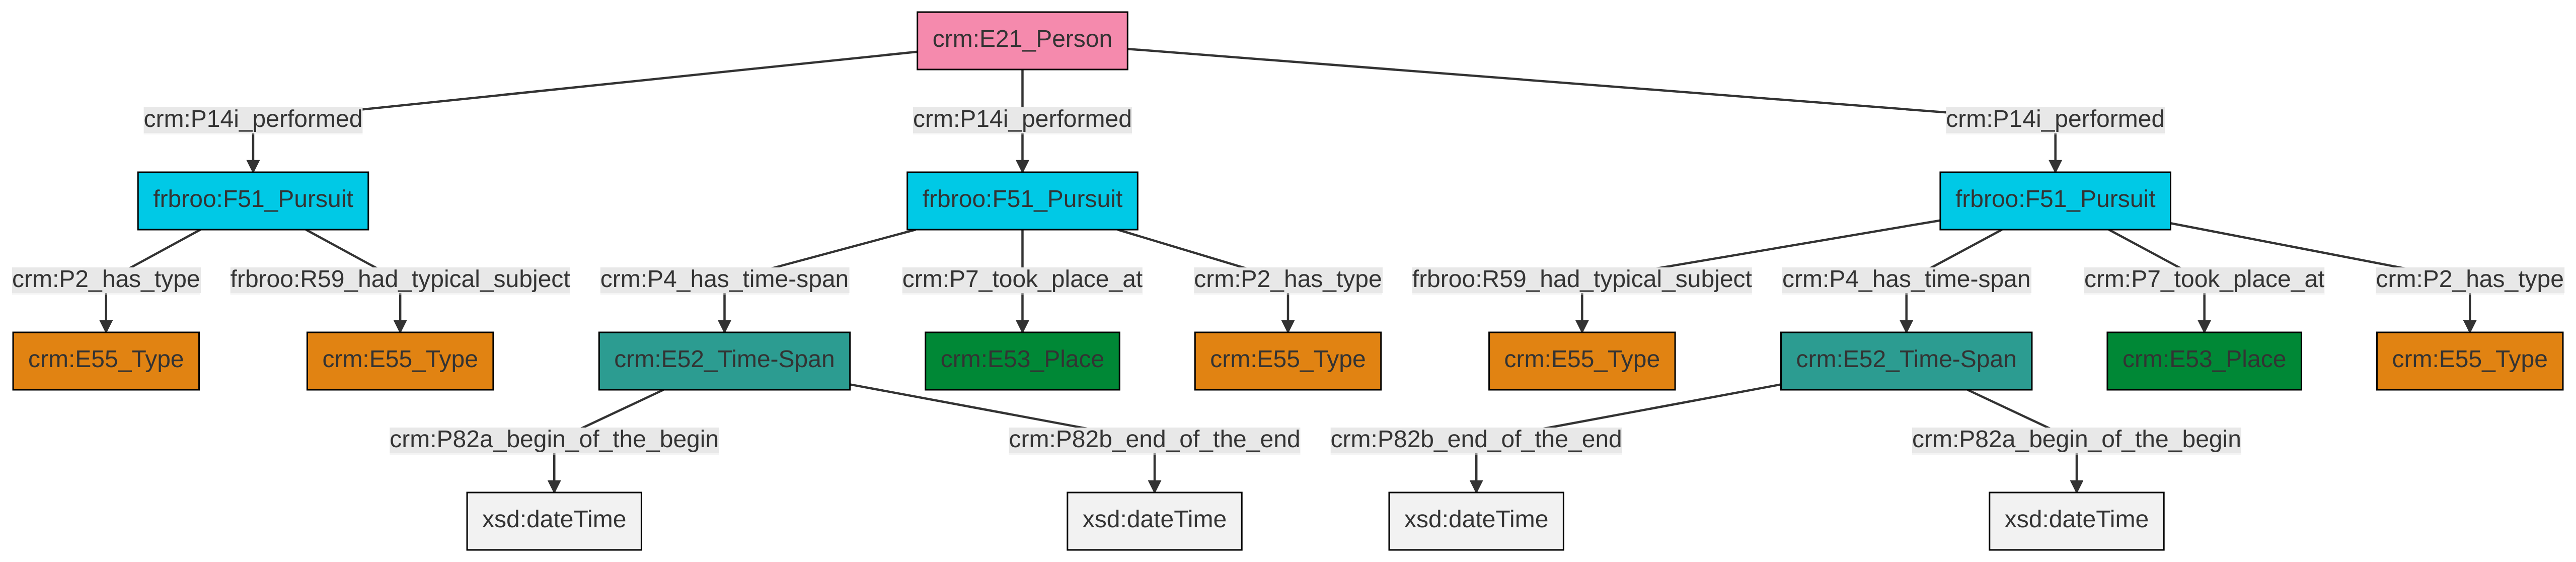 crm:E21_Person
crm:P14i_performed
crm:P14i_performed
crm:P14i_performed
frbroo:F51_Pursuit
frbroo:F51_Pursuit
frbroo:F51_Pursuit
crm:P2_has_type
frbroo:R59_had_typical_subject
crm:P4_has_time-span
crm:P7_took_place_at
crm:P2_has_type
frbroo:R59_had_typical_subject
crm:P4_has_time-span
crm:P7_took_place_at
crm:P2_has_type
crm:E55_Type
crm:E55_Type
crm:E52_Time-Span
crm:E53_Place
crm:E55_Type
crm:E55_Type
crm:E52_Time-Span
crm:E53_Place
crm:E55_Type
crm:P82a_begin_of_the_begin
crm:P82b_end_of_the_end
crm:P82b_end_of_the_end
crm:P82a_begin_of_the_begin
xsd:dateTime
xsd:dateTime
xsd:dateTime
xsd:dateTime